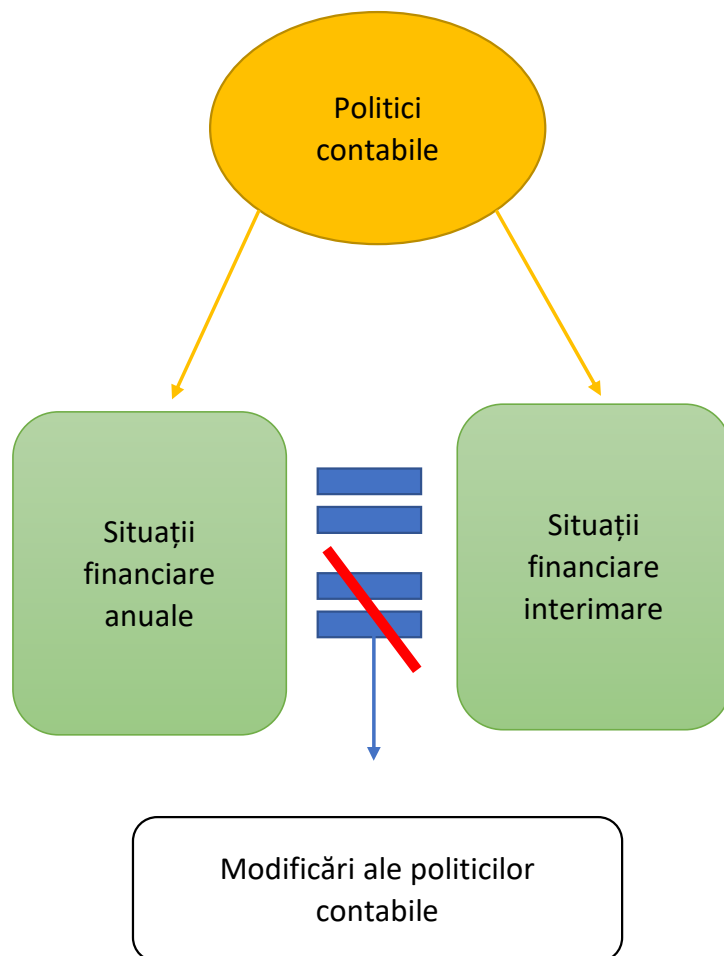 Politici
contabile
Situații
financiare
anuale
Situații
financiare
interimare
Modificări ale politicilor
contabile